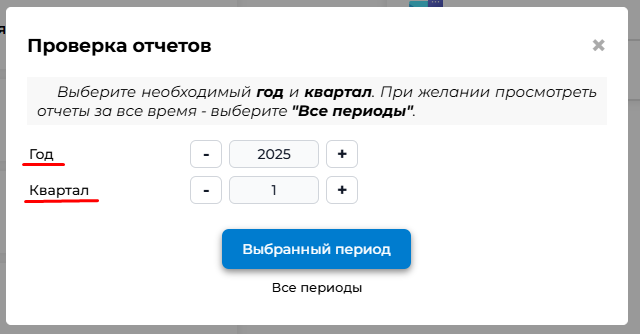 Проверка отчетов
Выберите необходимый год и квартал. При желании просмотреть
отчеты за все время - выберите "Все периоды".
Год - 2025 +
Квартал - 1 +
Выбранный период
Все периоды